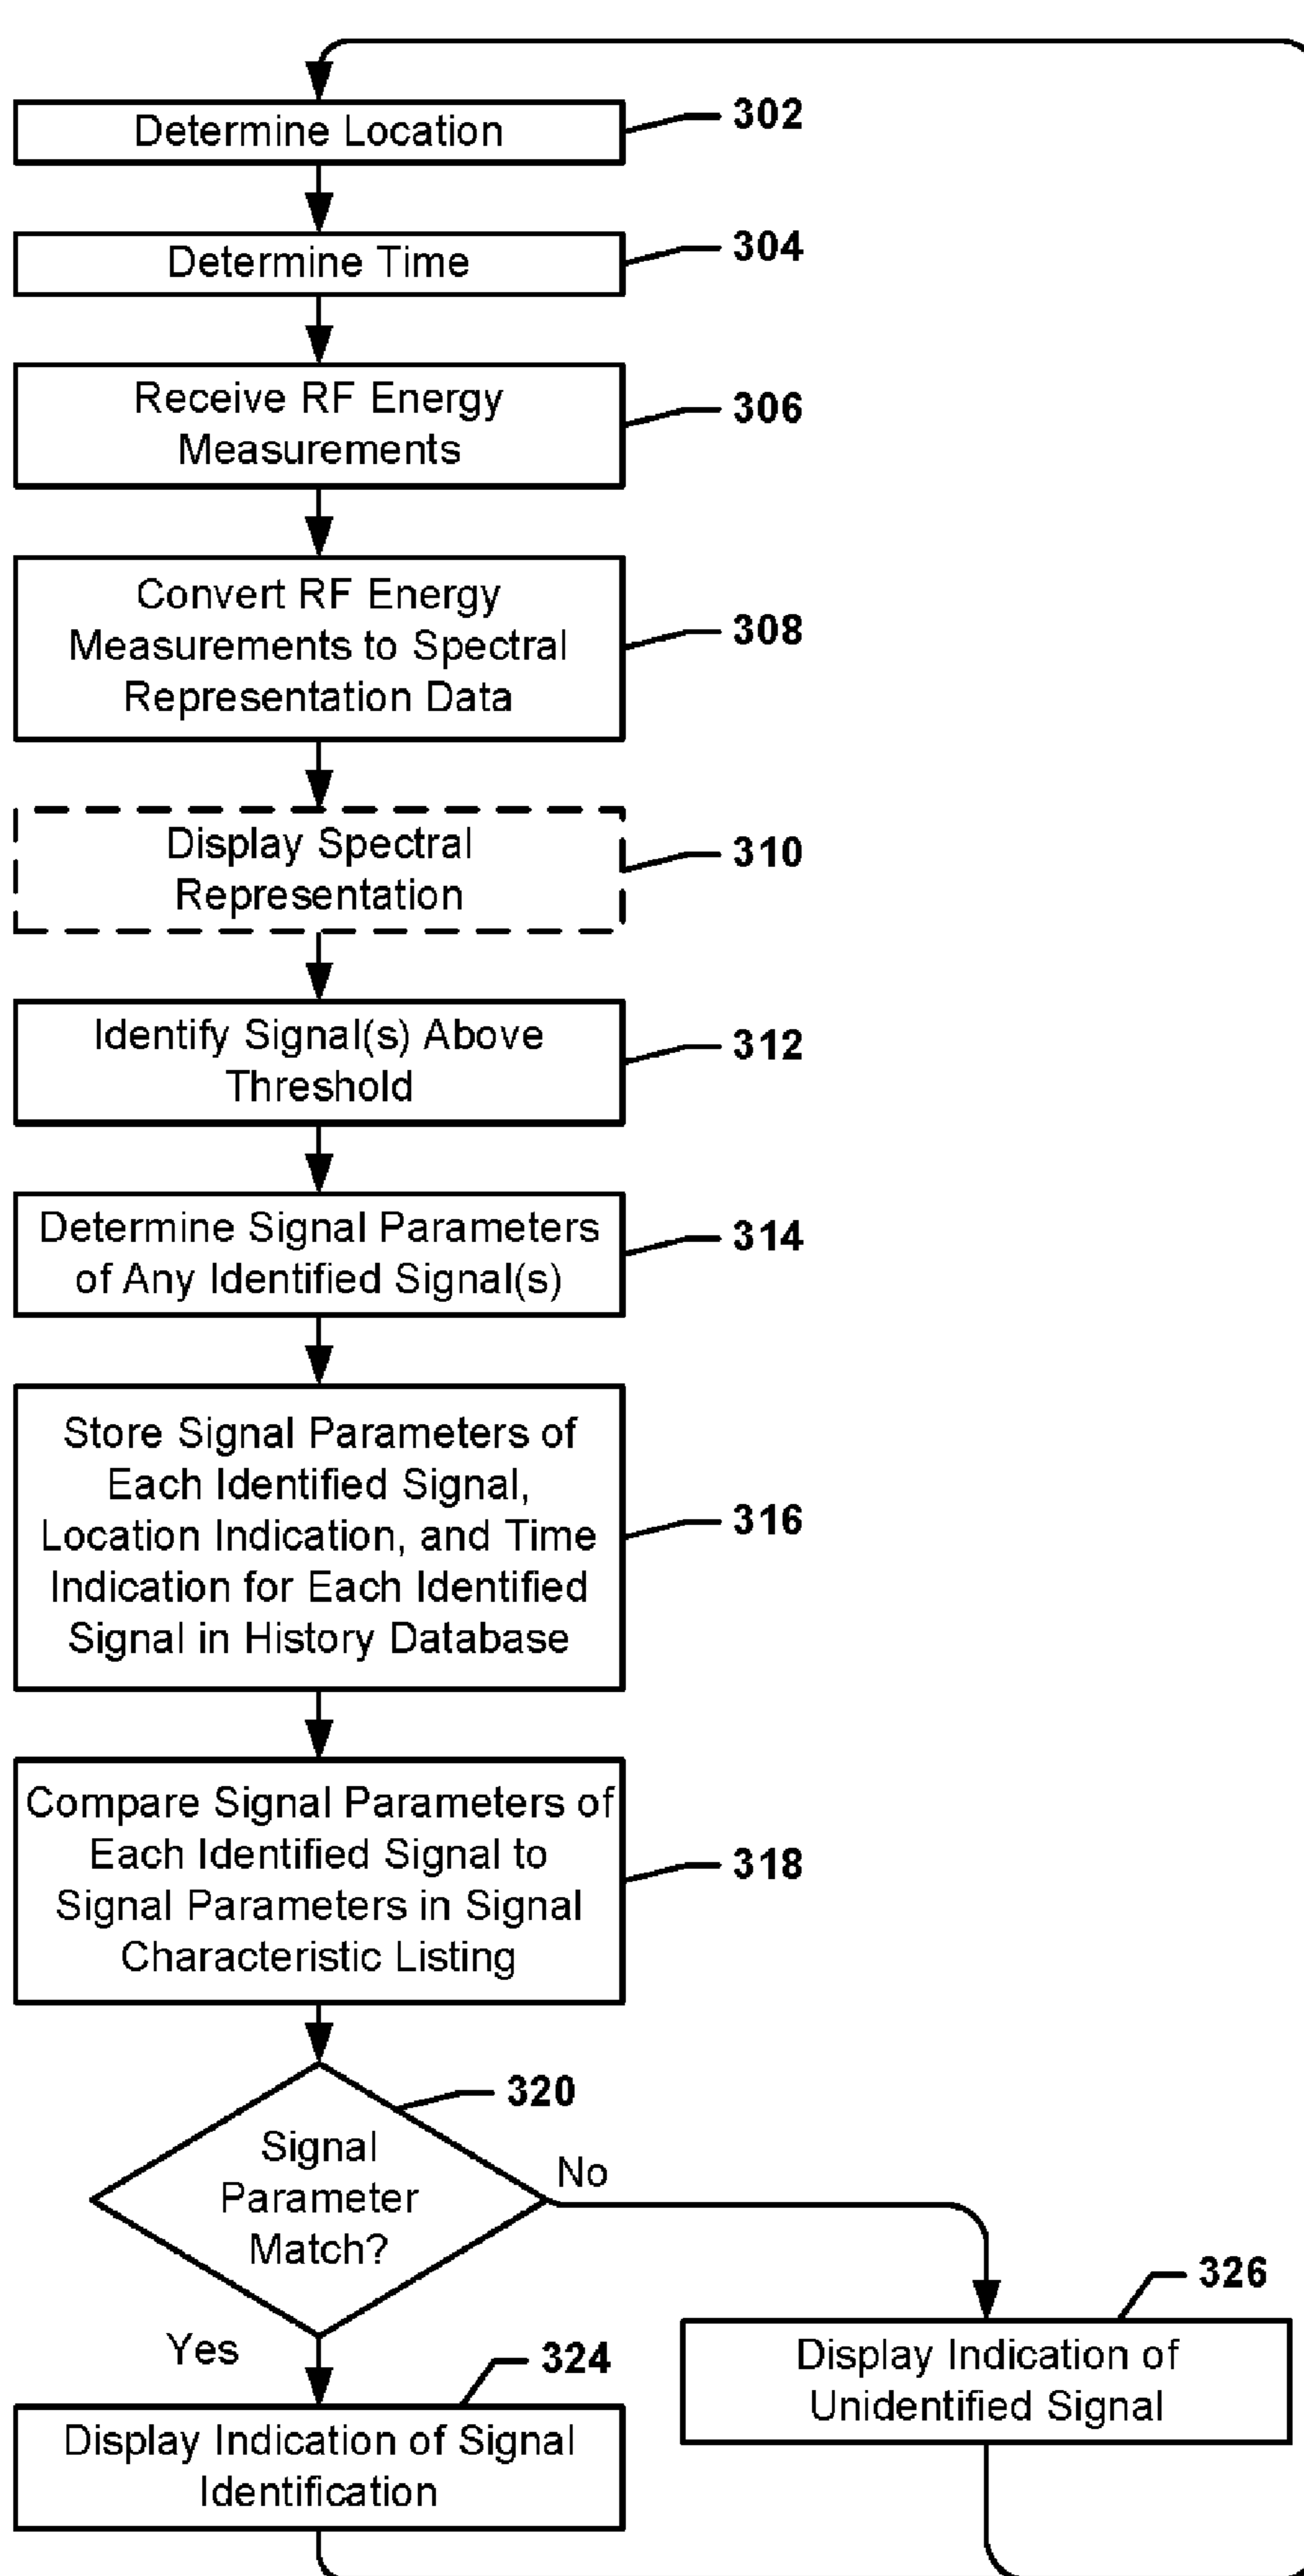 Determine Location
302
Determine Time
304
Receive RF Energy
Measurements
306
Convert RF Energy
Measurements to Spectral
Representation Data
308
Display Spectral
Representation
310
Identify Signal(s) Above
Threshold
312
Determine Signal Parameters
of Any Identified Signal(s)
314
Store Signal Parameters of
Each Identified Signal,
Location Indication, and Time
Indication for Each Identified
Signal in History Database
316
Compare Signal Parameters of
Each Identified Signal to
Signal Parameters in Signal
Characteristic Listing
318
320
Signal
Parameter
Match?
No
Yes
324
Display Indication of Signal
Identification
326
Display Indication of
Unidentified Signal